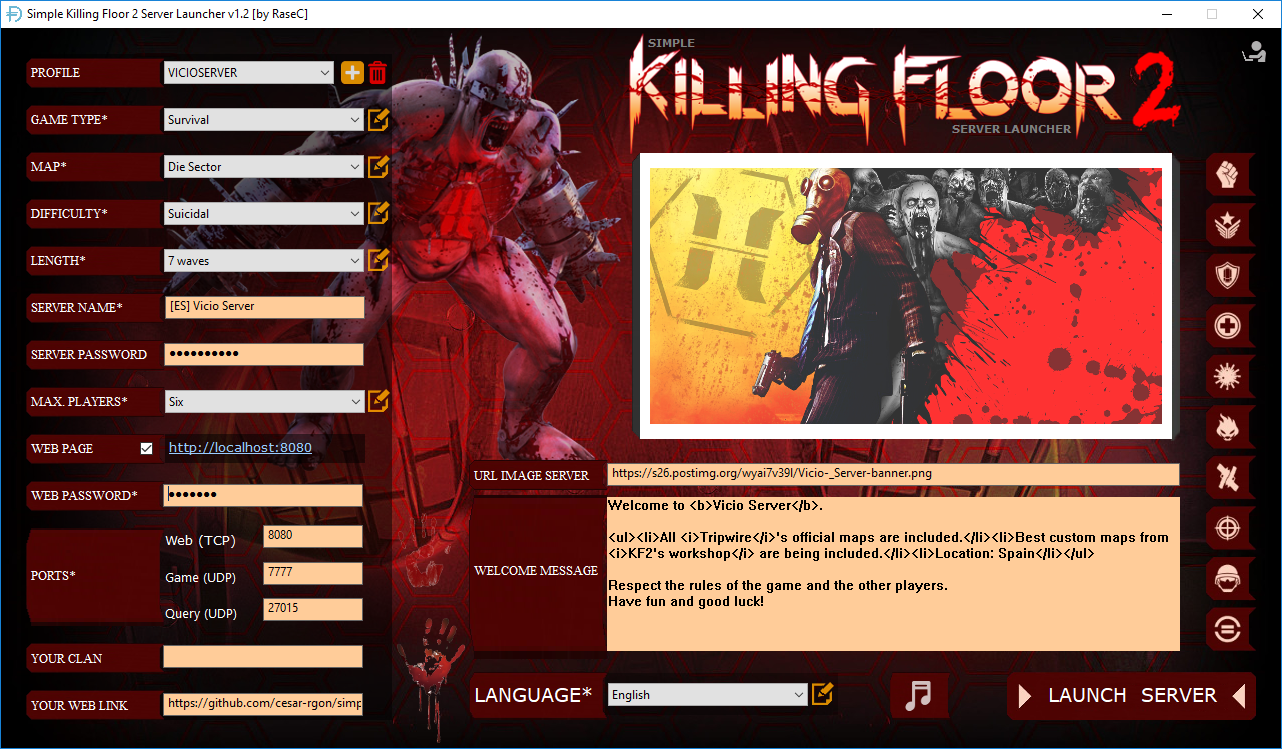 Simple Killing Floor 2 Server Launcher v1.2 [by RaseC]
SIMPLE
KILLING FLOOR 2
SERVER LAUNCHER
PROFILE
VICIOSERVER
GAME TYPE*
Survival
MAP*
Die Sector
DIFFICULTY*
Suicidal
LENGTH*
7 waves
SERVER NAME*
[ES] Vicio Server
SERVER PASSWORD
●●●●●●●●●●
MAX. PLAYERS*
Six
WEB PAGE
http://localhost:8080
WEB PASSWORD*
●●●●●●●
PORTS*
Web (TCP)
8080
Game (UDP)
7777
Query (UDP)
27015
YOUR CLAN
YOUR WEB LINK
https://github.com/cesar-rgon/simp
URL IMAGE SERVER
https://s26.postimg.org/wyai7v39l/Vicio-_Server-banner.png
WELCOME MESSAGE
Welcome to <b>Vicio Server</b>.
<ul><li>All <i>Tripwire</i>'s official maps are included.</li><li>Best custom maps from
<i>KF2's workshop</i> are being included.</li><li>Location: Spain</li></ul>
Respect the rules of the game and the other players.
Have fun and good luck!
LANGUAGE*
English
LAUNCH SERVER